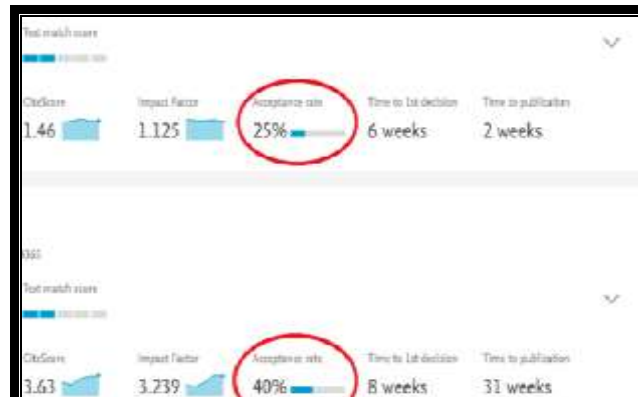 Text match score
CiteScore Impact Factor Acceptance rate Time to 1st decision Time to publication
1.46 1.125 25% 6 weeks 2 weeks
Text match score
CiteScore Impact Factor Acceptance rate Time to 1st decision Time to publication
3.63 3.239 40% 8 weeks 31 weeks